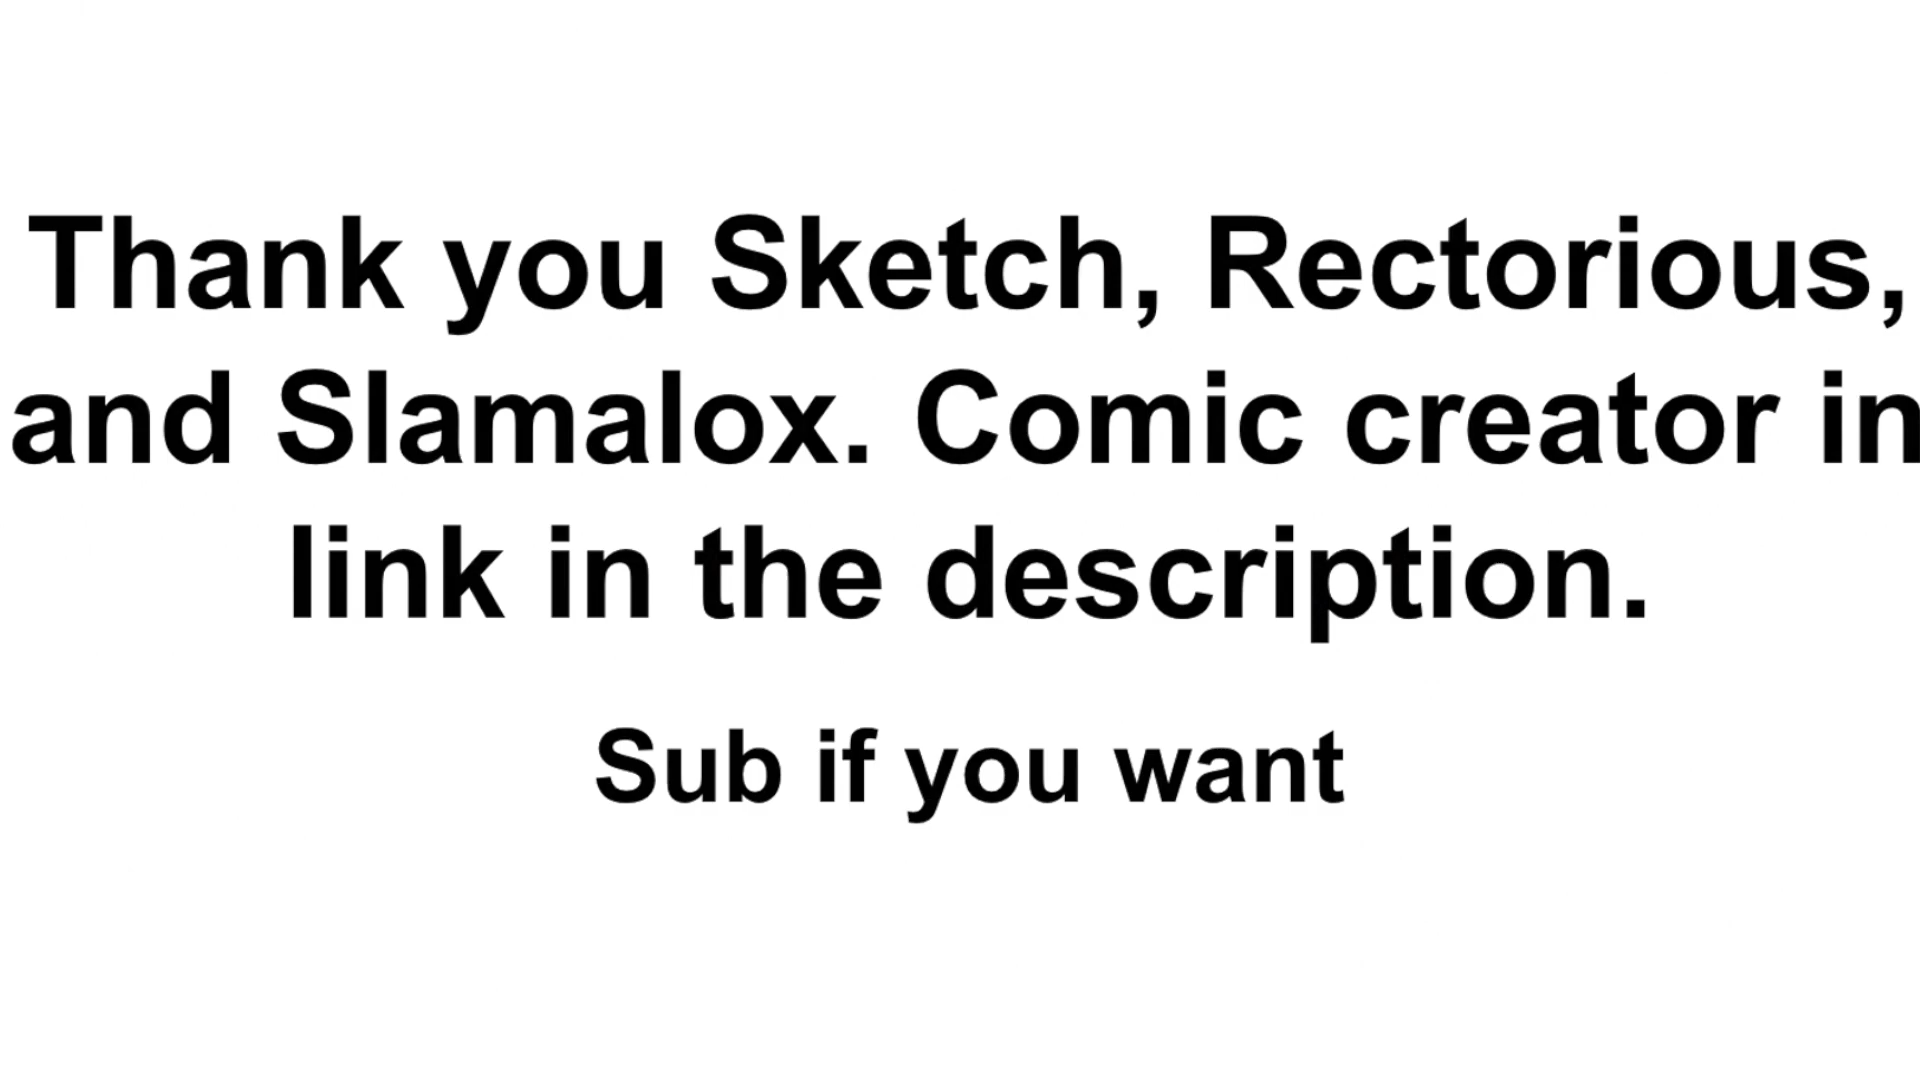 Thank you Sketch, Rectorious,
and Slamalox. Comic creator in
link in the description.
Sub if you want